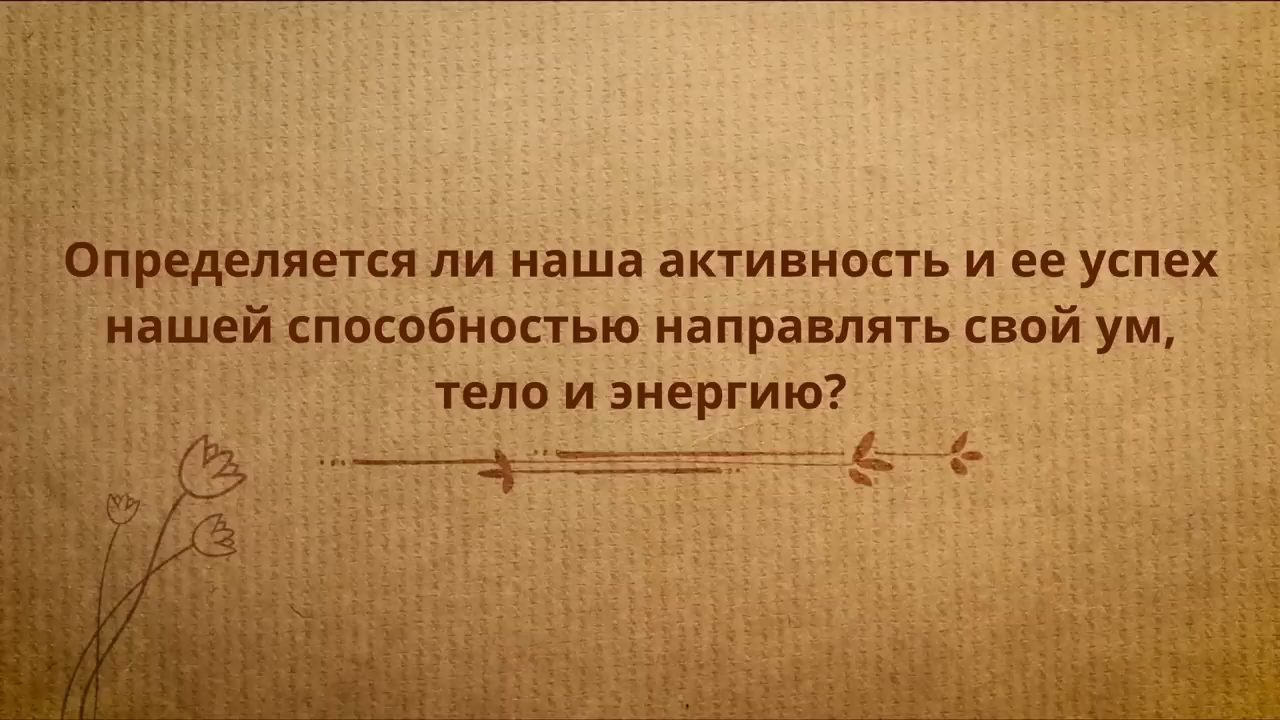 Определяется ли наша активность и ее успех
нашей способностью направлять свой ум,
тело и энергию?